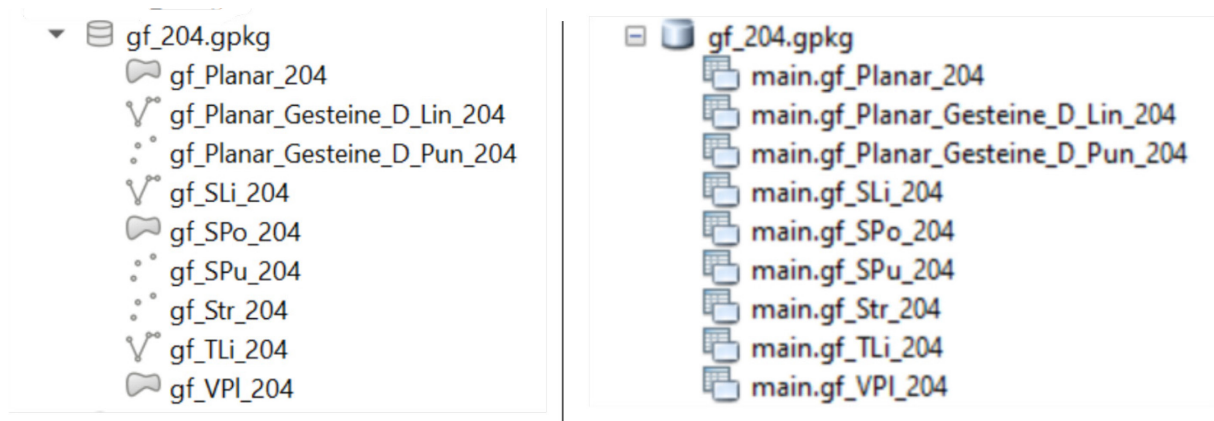 gf_204.gpkg
gf_Planar_204
gf_Planar_Gesteine_D_Lin_204
gf_Planar_Gesteine_D_Pun_204
gf_SLi_204
gf_SPo_204
gf_SPu_204
gf_Str_204
gf_TLi_204
gf_VPl_204
gf_204.gpkg
main.gf_Planar_204
main.gf_Planar_Gesteine_D_Lin_204
main.gf_Planar_Gesteine_D_Pun_204
main.gf_SLi_204
main.gf_SPo_204
main.gf_SPu_204
main.gf_Str_204
main.gf_TLi_204
main.gf_VPl_204